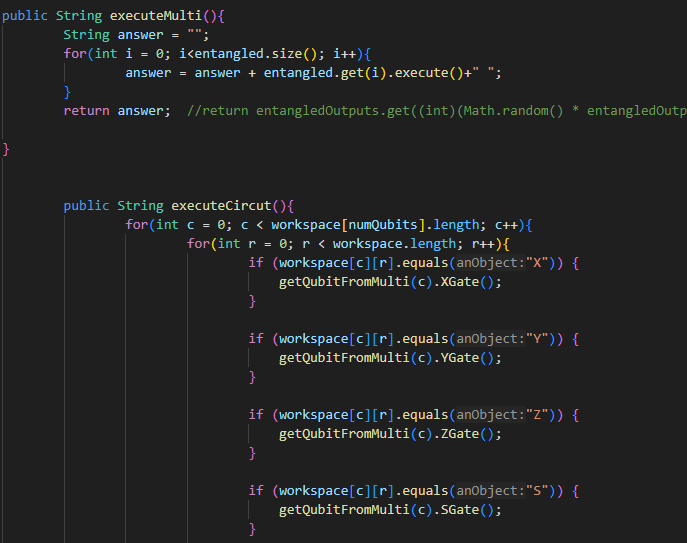 public String executeMulti(){
String answer = "";
for(int i = 0; i<entangled.size(); i++){
answer = answer + entangled.get(i).execute()+" ";
}
return answer;  //return entangledOutputs.get((int)(Math.random() * entangledOutp
}
public String executeCircut(){
for(int c = 0; c < workspace[numQubits].length; c++){
for(int r = 0; r < workspace.length; r++){
if (workspace[c][r].equals(anObject:"X")) {
getQubitFromMulti(c).XGate();
}
if (workspace[c][r].equals(anObject:"Y")) {
getQubitFromMulti(c).YGate();
}
if (workspace[c][r].equals(anObject:"Z")) {
getQubitFromMulti(c).ZGate();
}
if (workspace[c][r].equals(anObject:"S")) {
getQubitFromMulti(c).SGate();
}